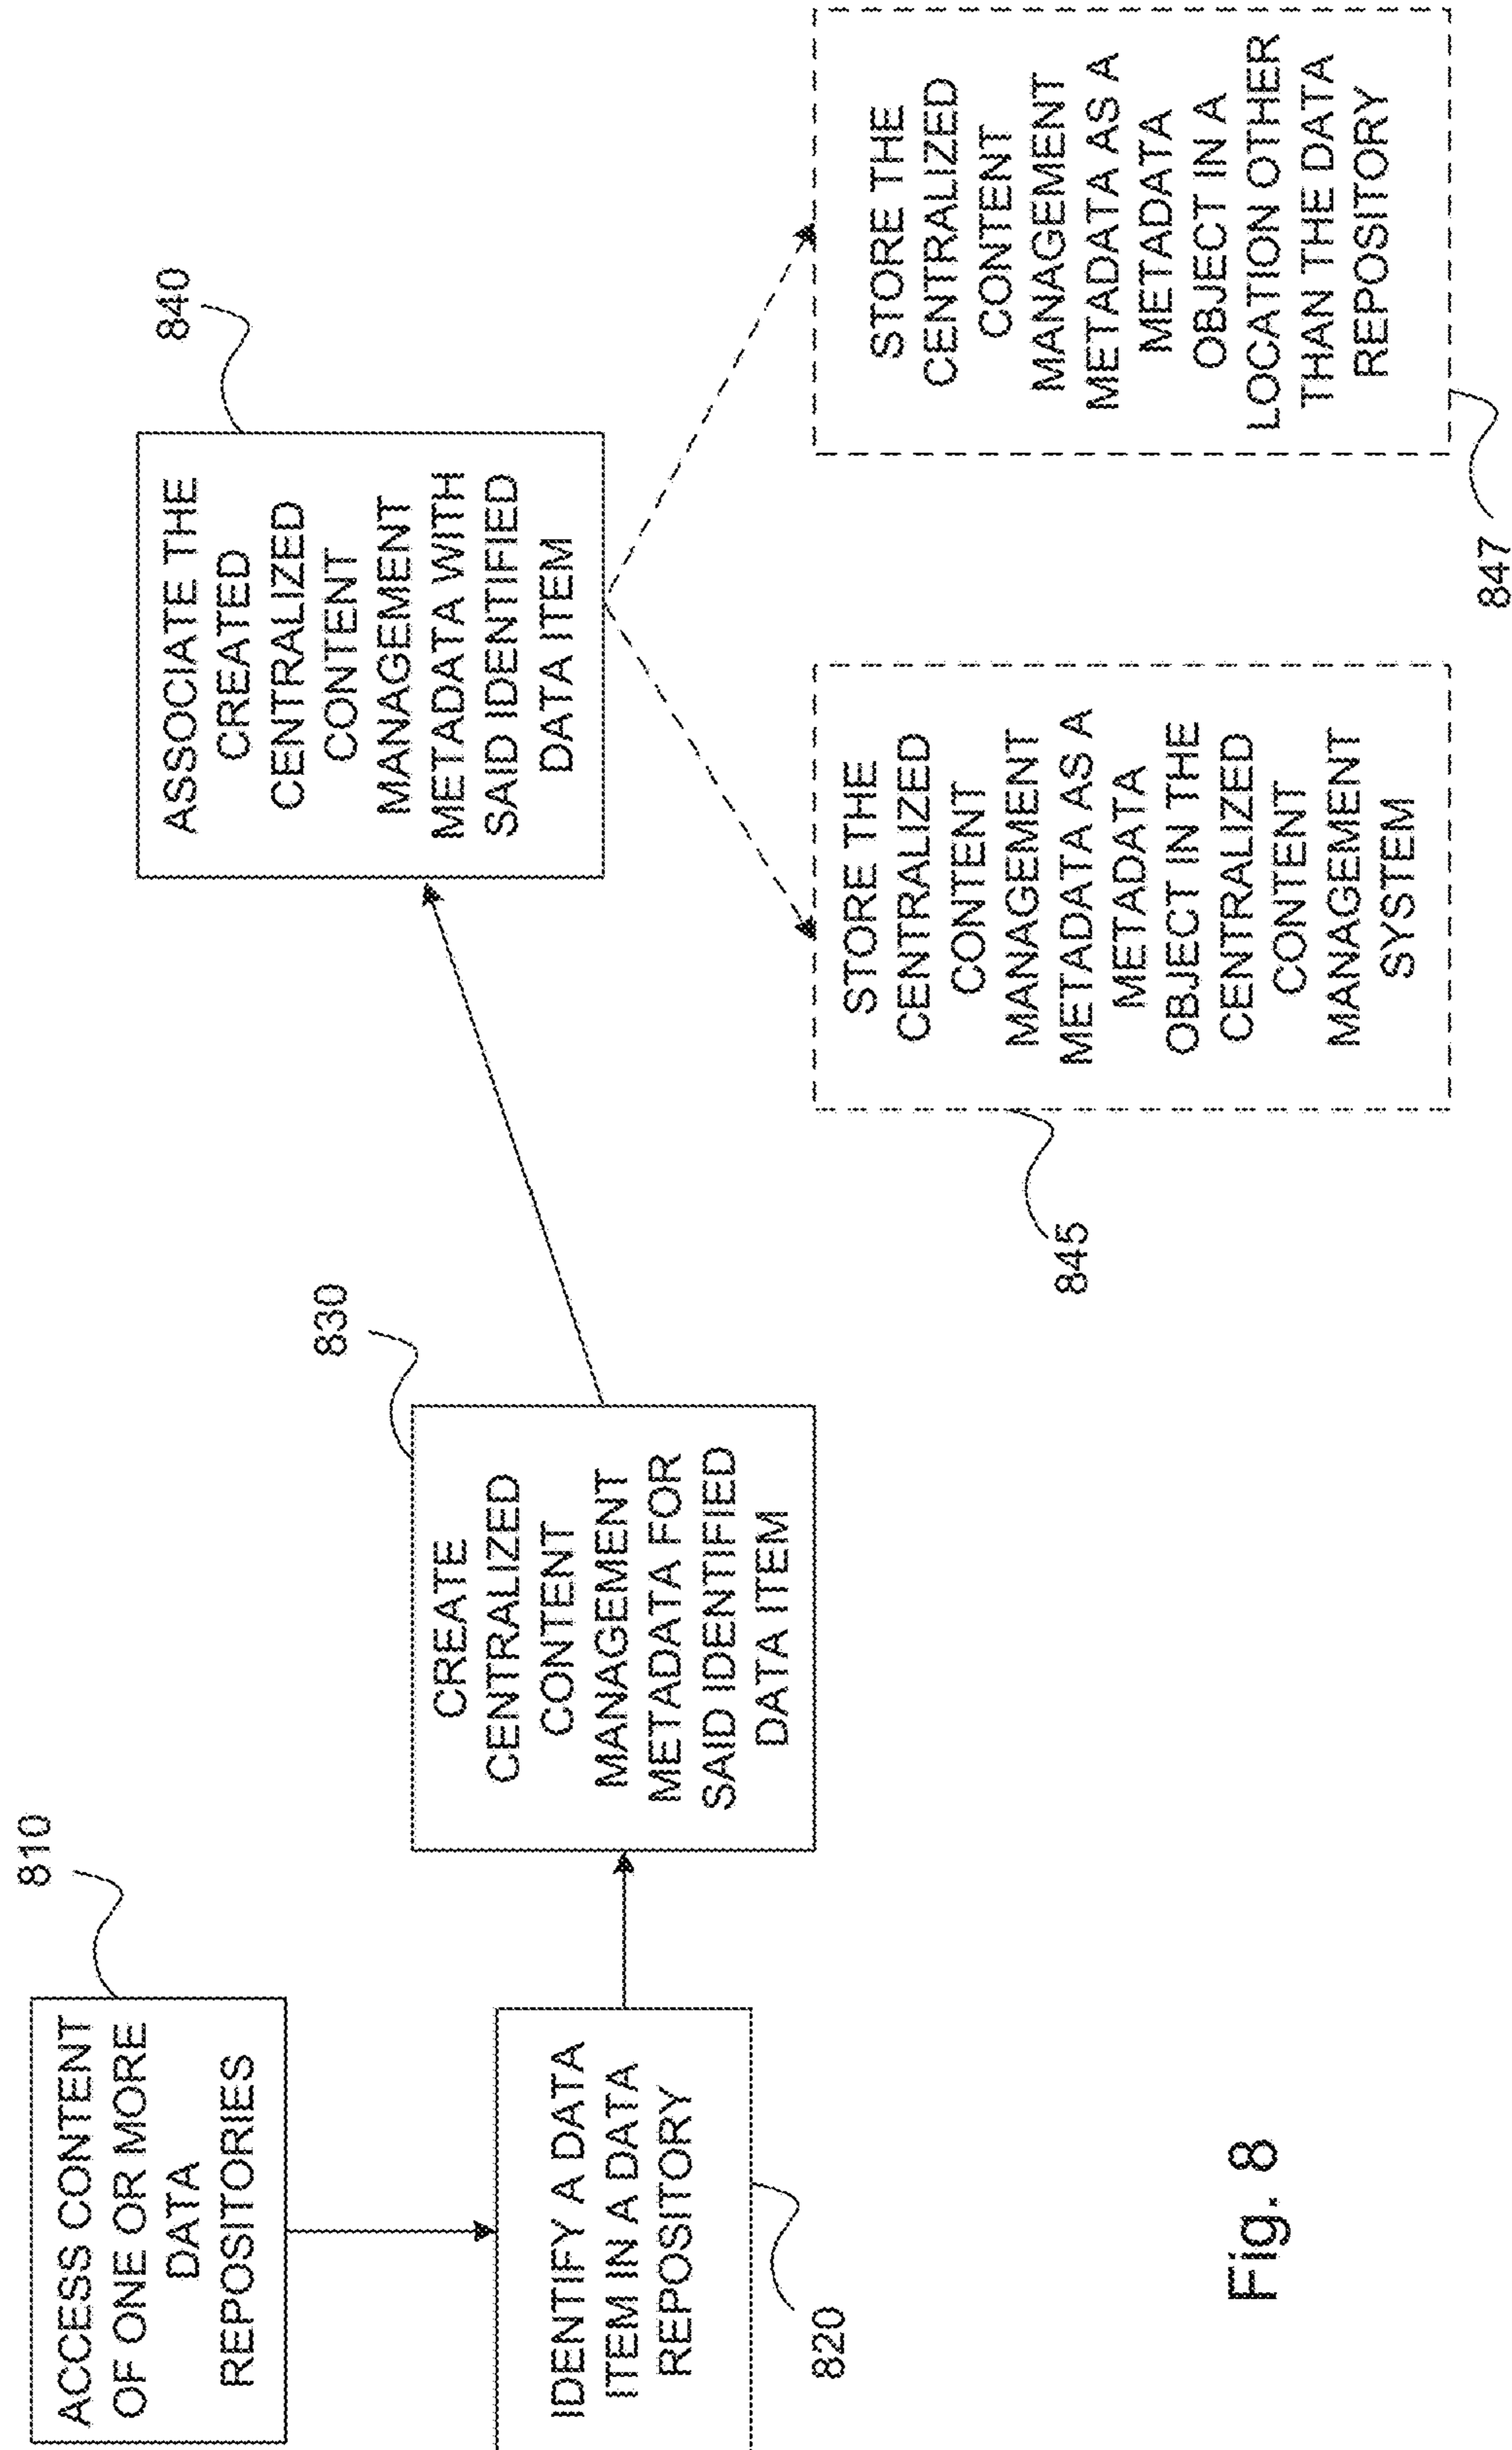 810
ACCESS CONTENT
OF ONE OR MORE
DATA
REPOSITORIES
IDENTIFY A DATA
ITEM IN A DATA
REPOSITORY
820
830
CREATE
CENTRALIZED
CONTENT
MANAGEMENT
METADATA FOR
SAID IDENTIFIED
DATA ITEM
840
ASSOCIATE THE
CREATED
CENTRALIZED
CONTENT
MANAGEMENT
METADATA WITH
SAID IDENTIFIED
DATA ITEM
845
STORE THE
CENTRALIZED
CONTENT
MANAGEMENT
METADATA AS A
METADATA
OBJECT IN THE
CENTRALIZED
CONTENT
MANAGEMENT
SYSTEM
STORE THE
CENTRALIZED
CONTENT
MANAGEMENT
METADATA AS A
METADATA
OBJECT IN A
LOCATION OTHER
THAN THE DATA
REPOSITORY
847
Fig. 8